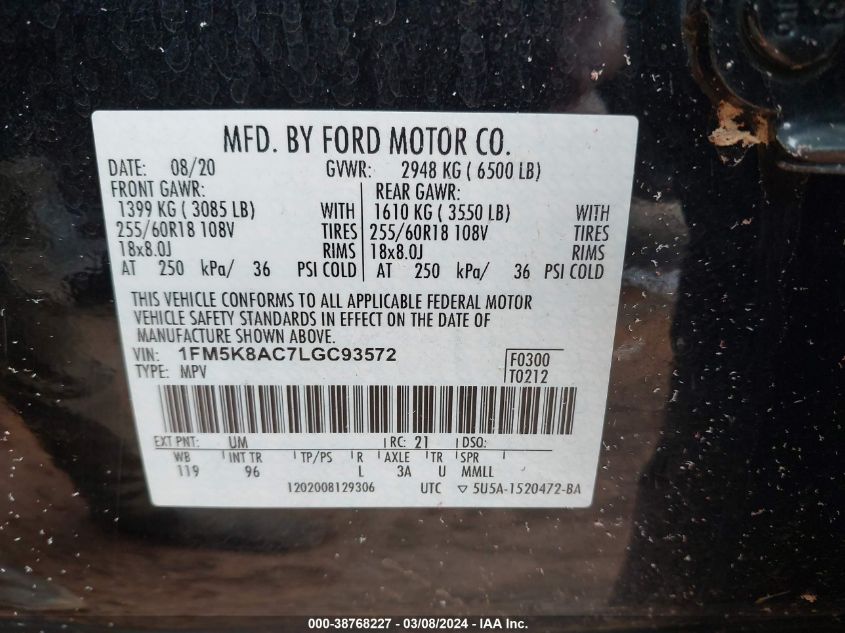 MFD. BY FORD MOTOR CO.
DATE: 08/20 GVWR: 2948 KG ( 6500 LB)
FRONT GAWR: REAR GAWR:
1399 KG ( 3085 LB) WITH 1610 KG ( 3550 LB) WITH
255/60R18 108V TIRES 255/60R18 108V TIRES
18x8.0J RIMS 18x8.0J RIMS
AT 250 kPa/ 36 PSI COLD AT 250 kPa/ 36 PSI COLD
THIS VEHICLE CONFORMS TO ALL APPLICABLE FEDERAL MOTOR
VEHICLE SAFETY STANDARDS IN EFFECT ON THE DATE OF
MANUFACTURE SHOWN ABOVE.
VIN: 1FM5K8AC7LGC93572 F0300
TYPE: MPV T0212
EXT PNT: UM RC: 21 DSO:
WB INT TR TP/PS R AXLE TR SPR
119 96 L 3A U MMLL
1202008129306 UTC ▽ 5U5A-1520472-BA
000-38768227 / 03/08/2024 - IAA Inc.